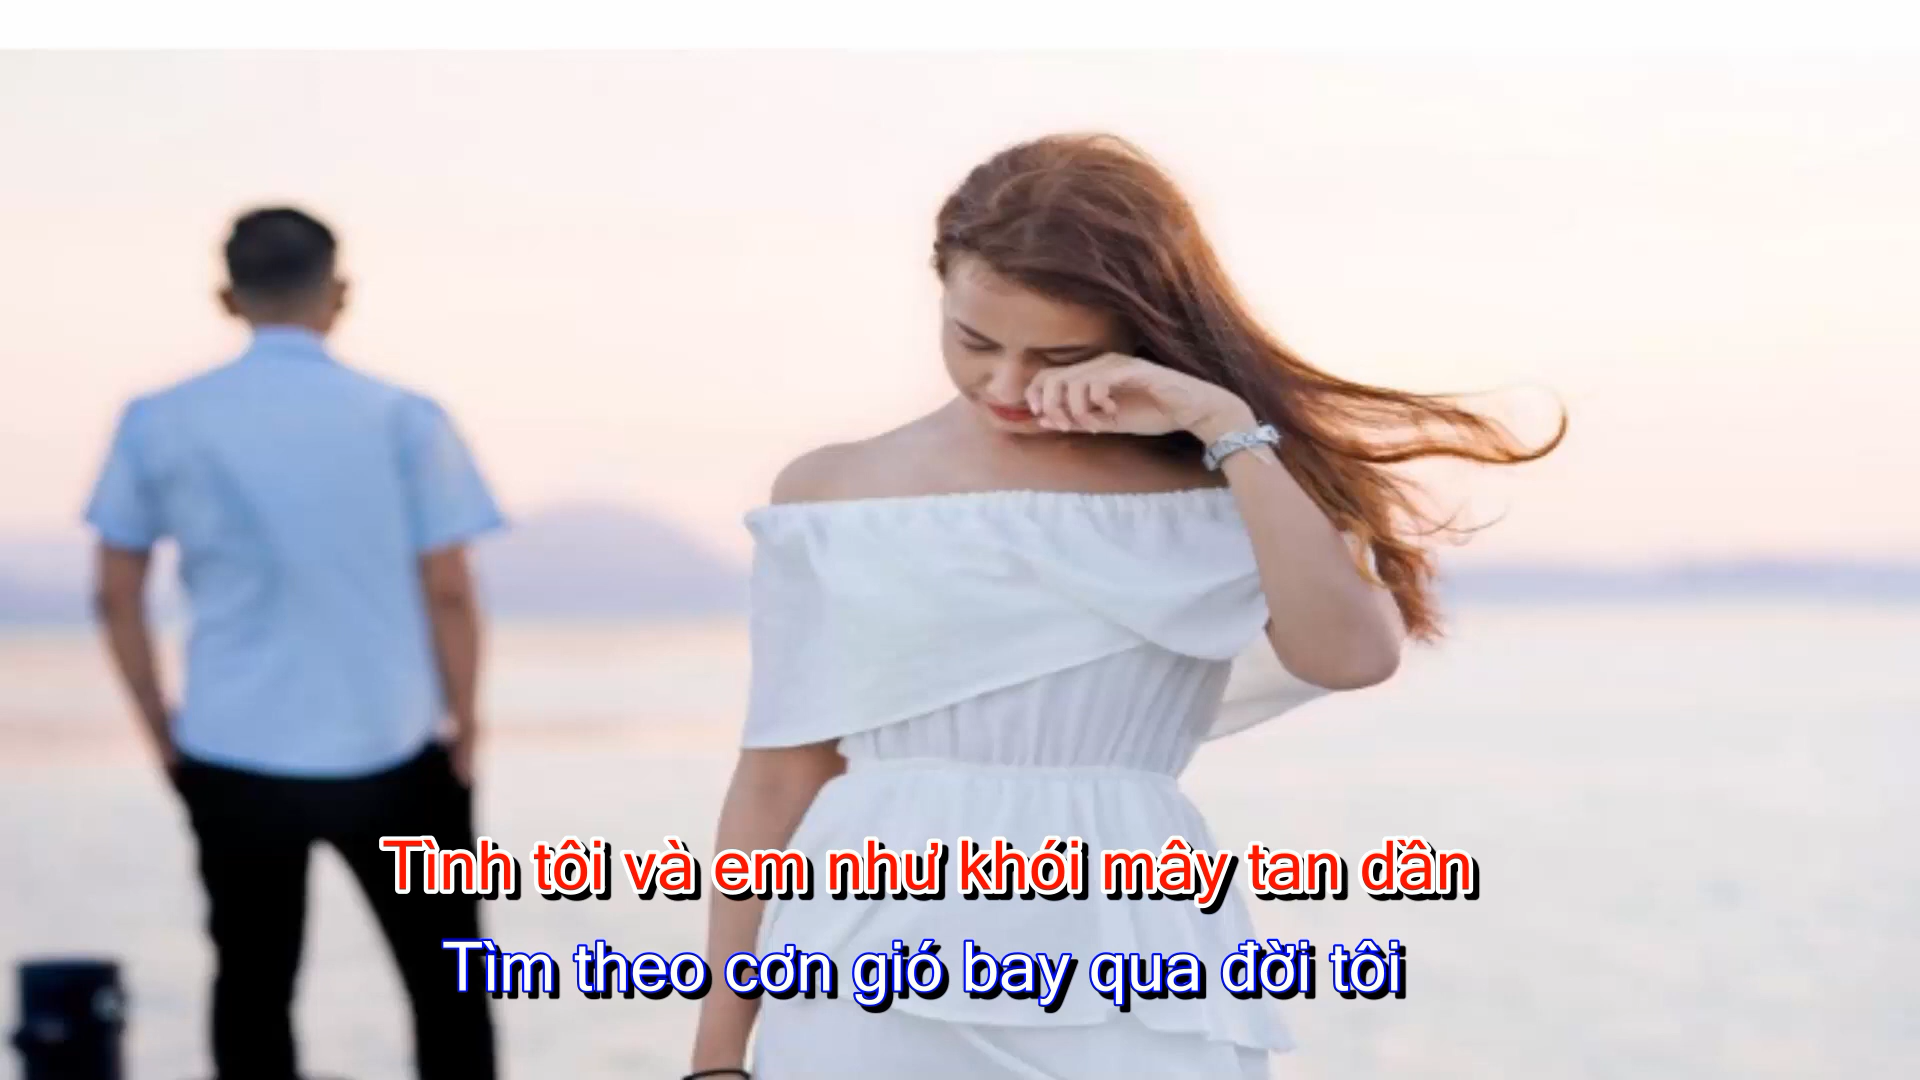 Tình tôi và em như khói mây tan dần
Tìm theo cơn gió bay qua đời tôi